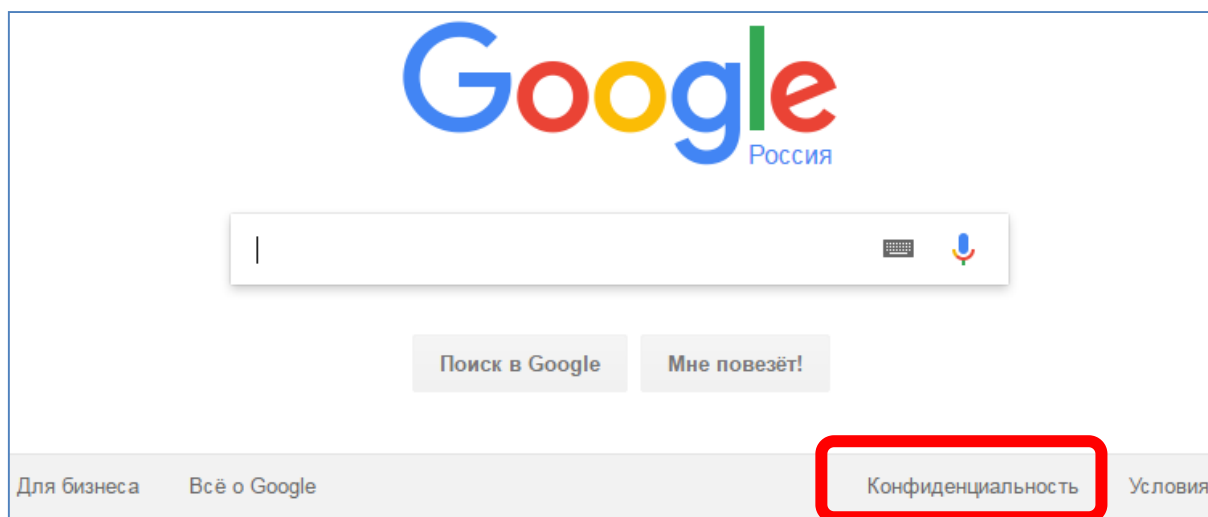 Google
Россия
Поиск в Google Мне повезёт!
Для бизнеса Всё о Google Конфиденциальность Условия